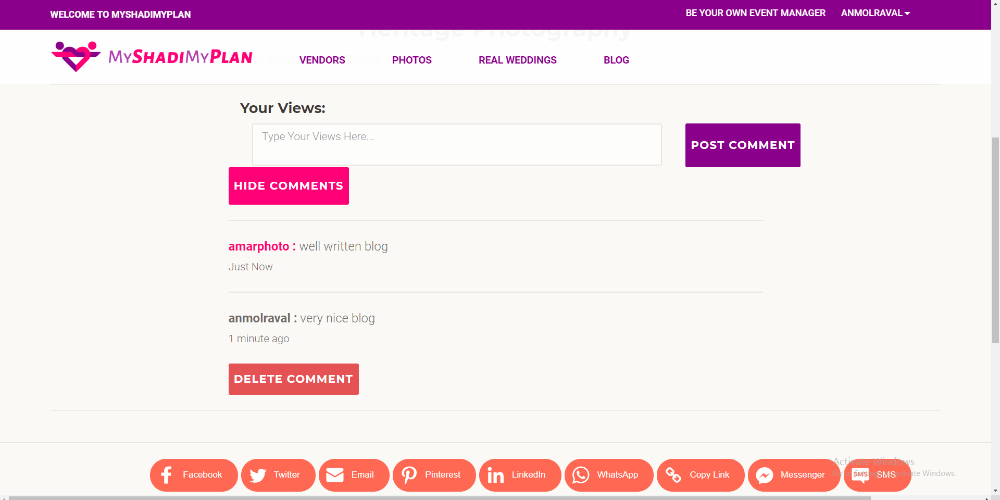 WELCOME TO MYSHADIMYPLAN
BE YOUR OWN EVENT MANAGER
ANMOLRAVAL
Heritage Photography
MYSHADIMYPLAN
VENDORS
PHOTOS
REAL WEDDINGS
BLOG
Your Views:
Type Your Views Here...
POST COMMENT
HIDE COMMENTS
amarphoto : well written blog
Just Now
anmolraval : very nice blog
1 minute ago
DELETE COMMENT
Facebook
Twitter
Email
Pinterest
LinkedIn
WhatsApp
Copy Link
Messenger
SMS
SMS
Activate Windows
Go to Settings to activate Windows.